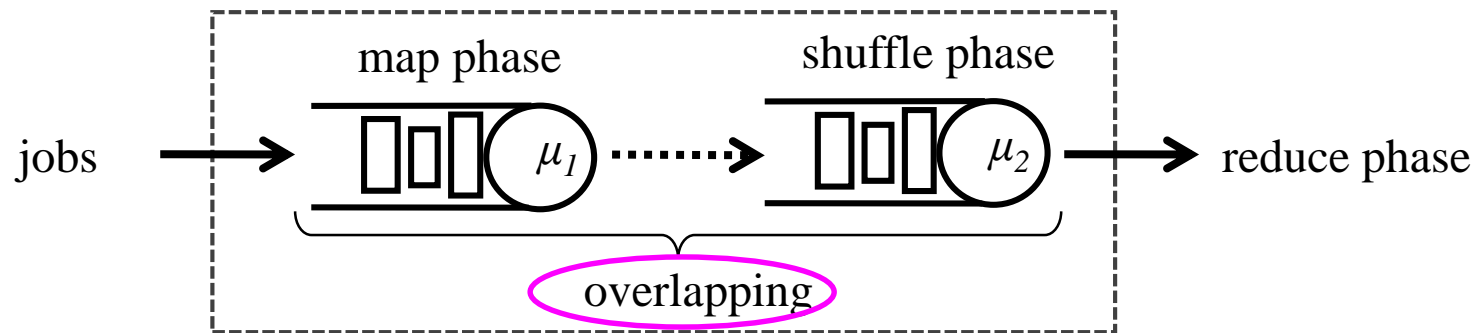 map phase
shuffle phase
jobs
μ1
μ2
reduce phase
overlapping